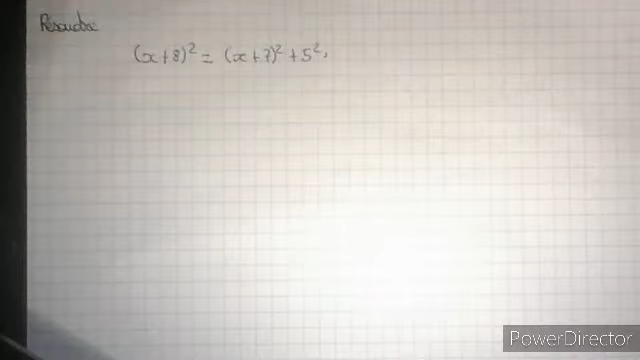 Résoudre
(x+8)² = (x+7)² + 5²,
PowerDirector